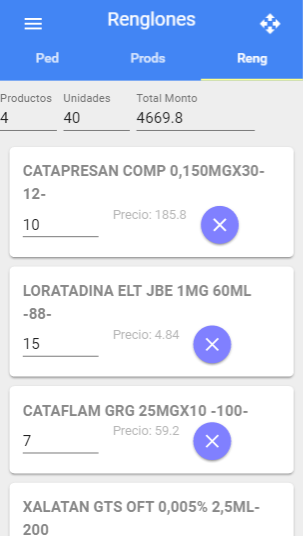 Renglones
Ped Prods Reng
Productos Unidades Total Monto
4 40 4669.8
CATAPRESAN COMP 0,150MGX30-
12-
10 Precio: 185.8
LORATADINA ELT JBE 1MG 60ML
-88-
15 Precio: 4.84
CATAFLAM GRG 25MGX10 -100-
7 Precio: 59.2
XALATAN GTS OFT 0,005% 2,5ML-
200